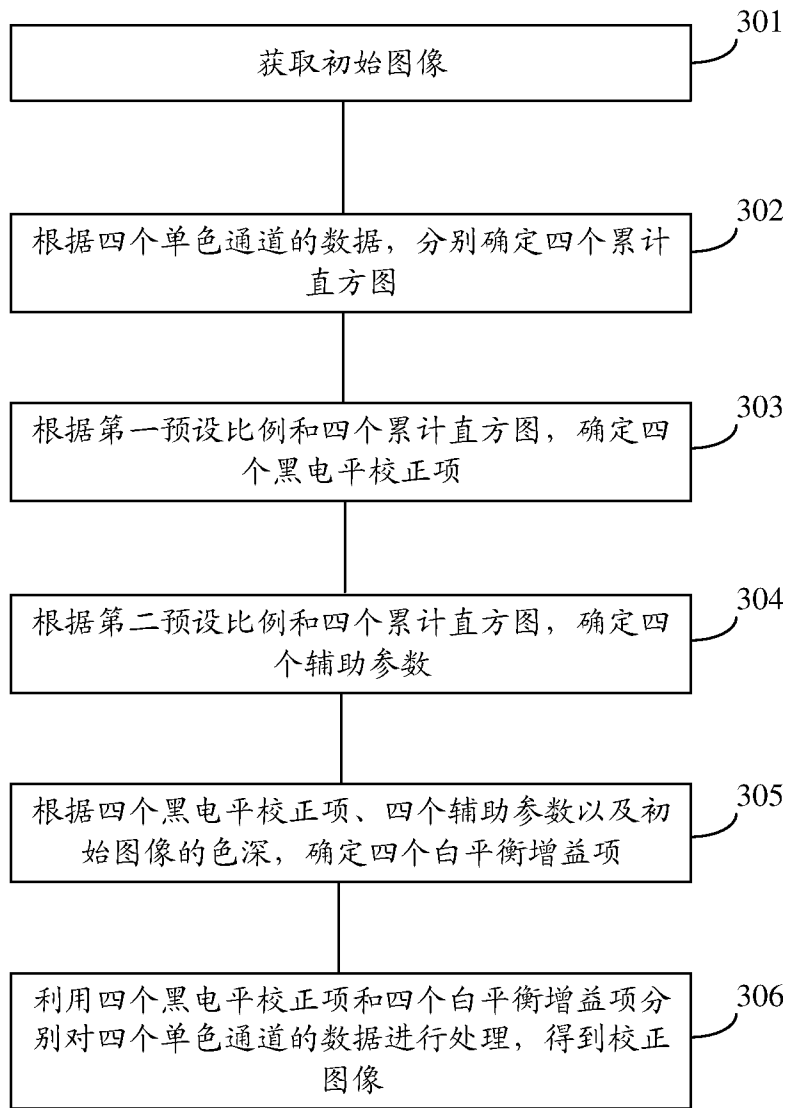 301
获取初始图像
302
根据四个单色通道的数据，分别确定四个累计
直方图
303
根据第一预设比例和四个累计直方图，确定四
个黑电平校正项
304
根据第二预设比例和四个累计直方图，确定四
个辅助参数
305
根据四个黑电平校正项、四个辅助参数以及初
始图像的色深，确定四个白平衡增益项
306
利用四个黑电平校正项和四个白平衡增益项分
别对四个单色通道的数据进行处理，得到校正
图像